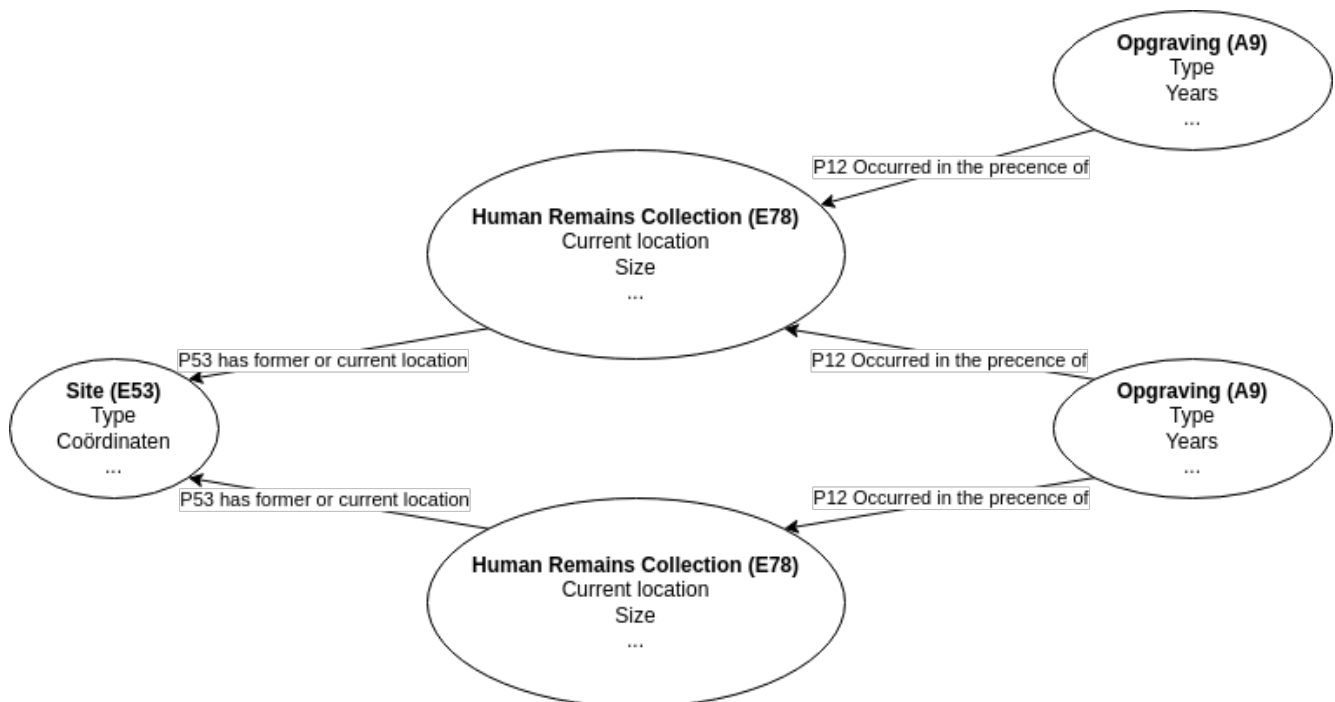 Opgraving (A9)
Type
Years
...
P12 Occurred in the precence of
Human Remains Collection (E78)
Current location
Size
...
P53 has former or current location
P12 Occurred in the precence of
Site (E53)
Type
Coördinaten
...
Opgraving (A9)
Type
Years
...
P53 has former or current location
P12 Occurred in the precence of
Human Remains Collection (E78)
Current location
Size
...